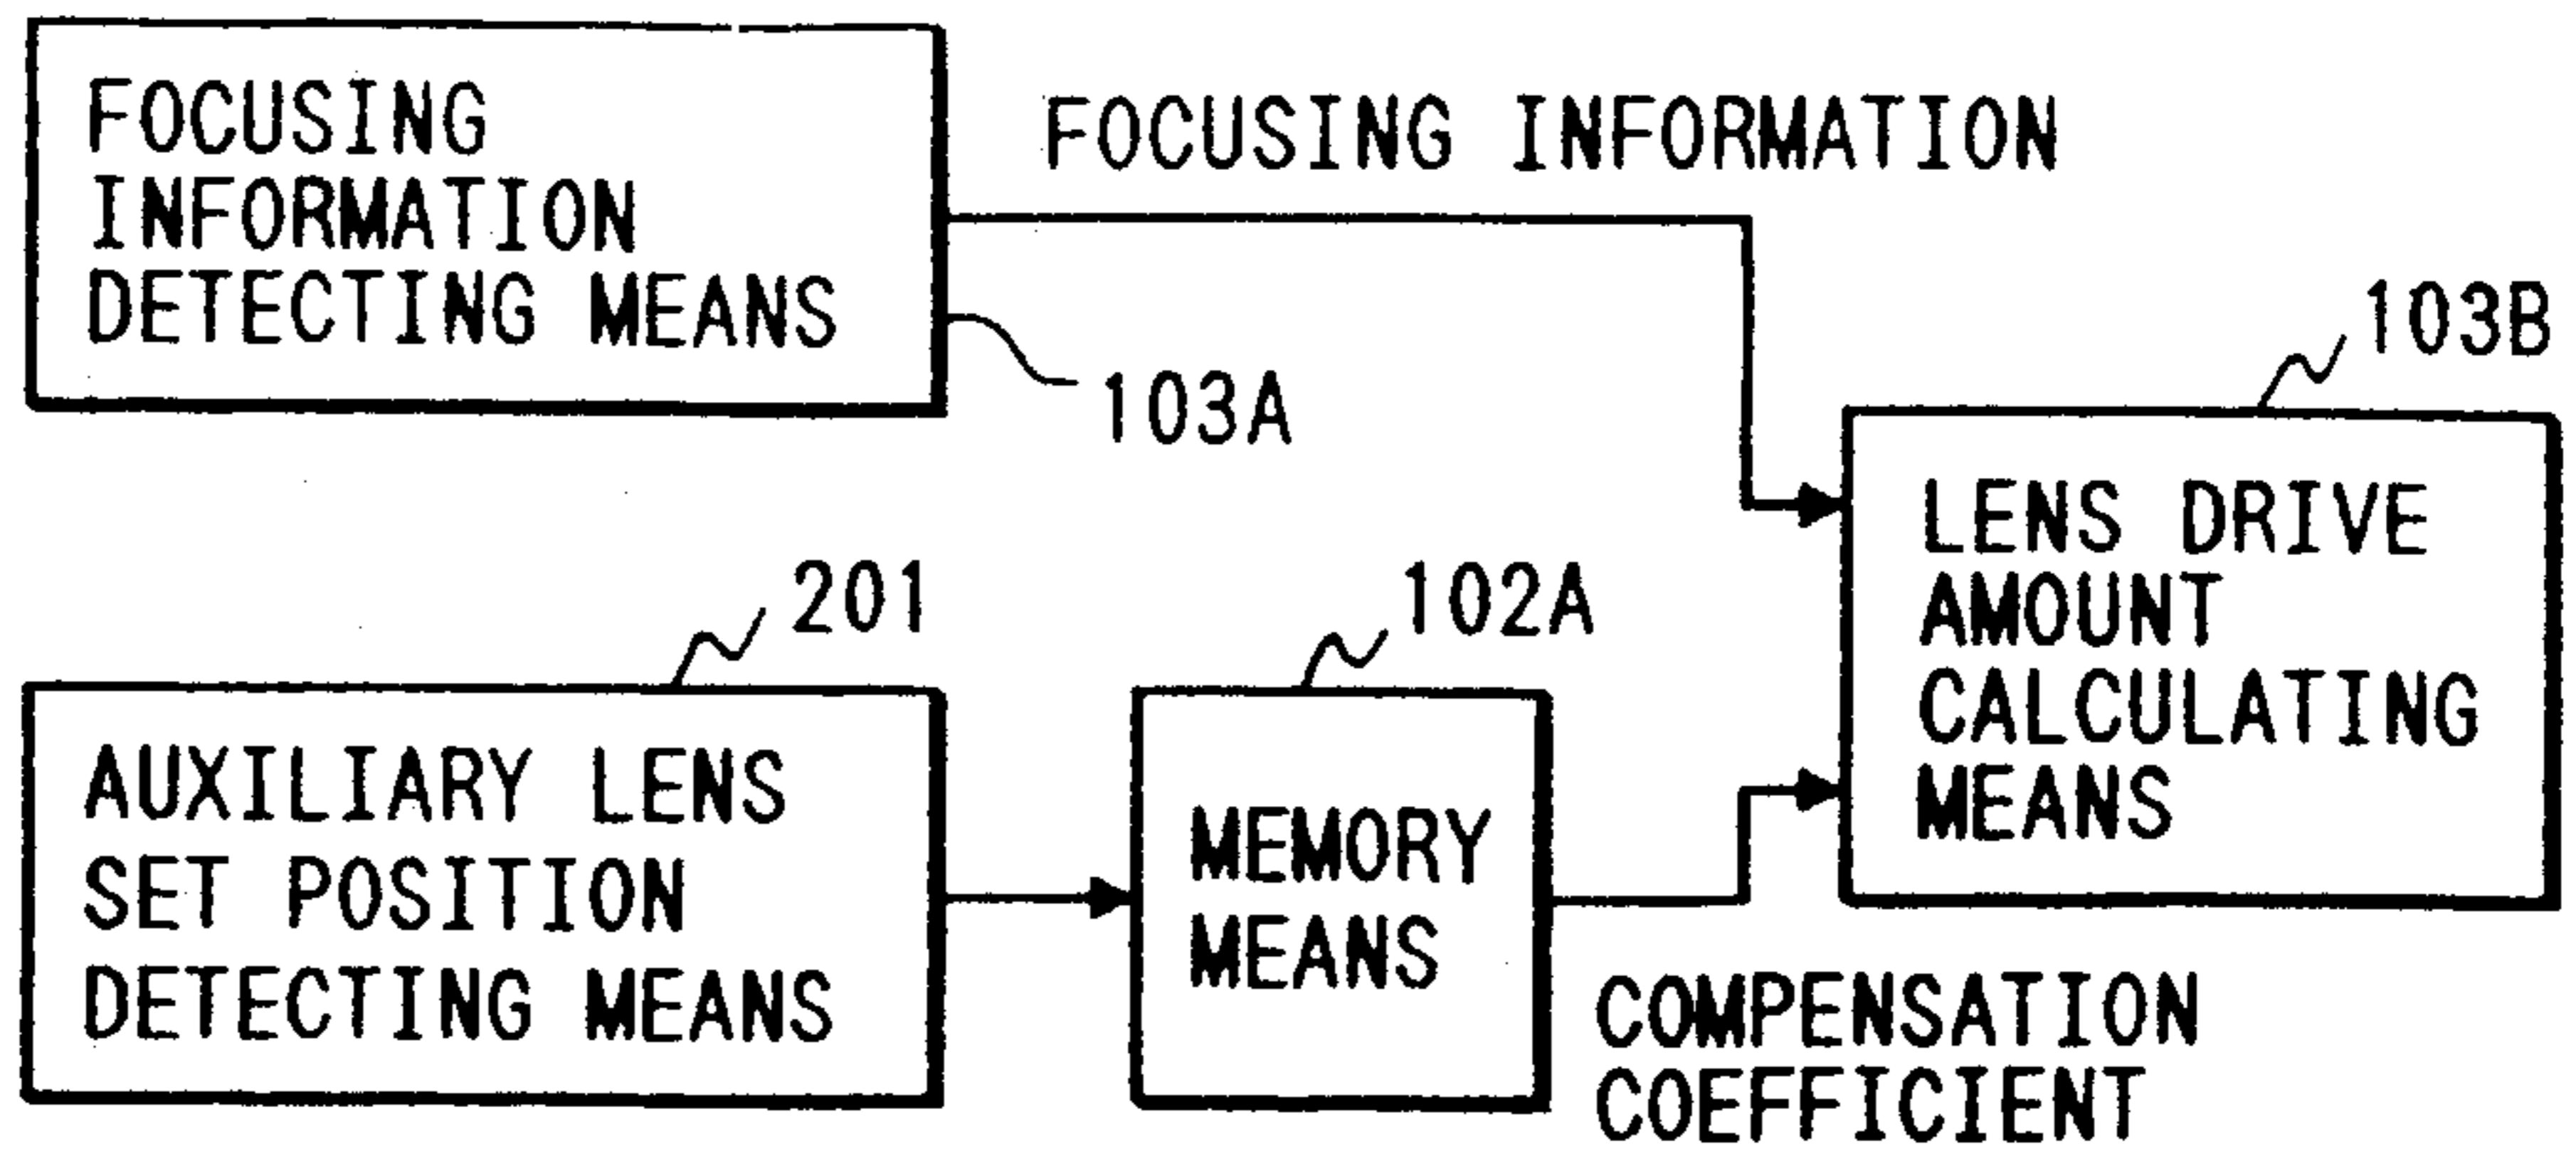 FOCUSING
INFORMATION
DETECTING MEANS
FOCUSING INFORMATION
103A
103B
LENS DRIVE
AMOUNT
CALCULATING
MEANS
201
AUXILIARY LENS
SET POSITION
DETECTING MEANS
102A
MEMORY
MEANS
COMPENSATION
COEFFICIENT